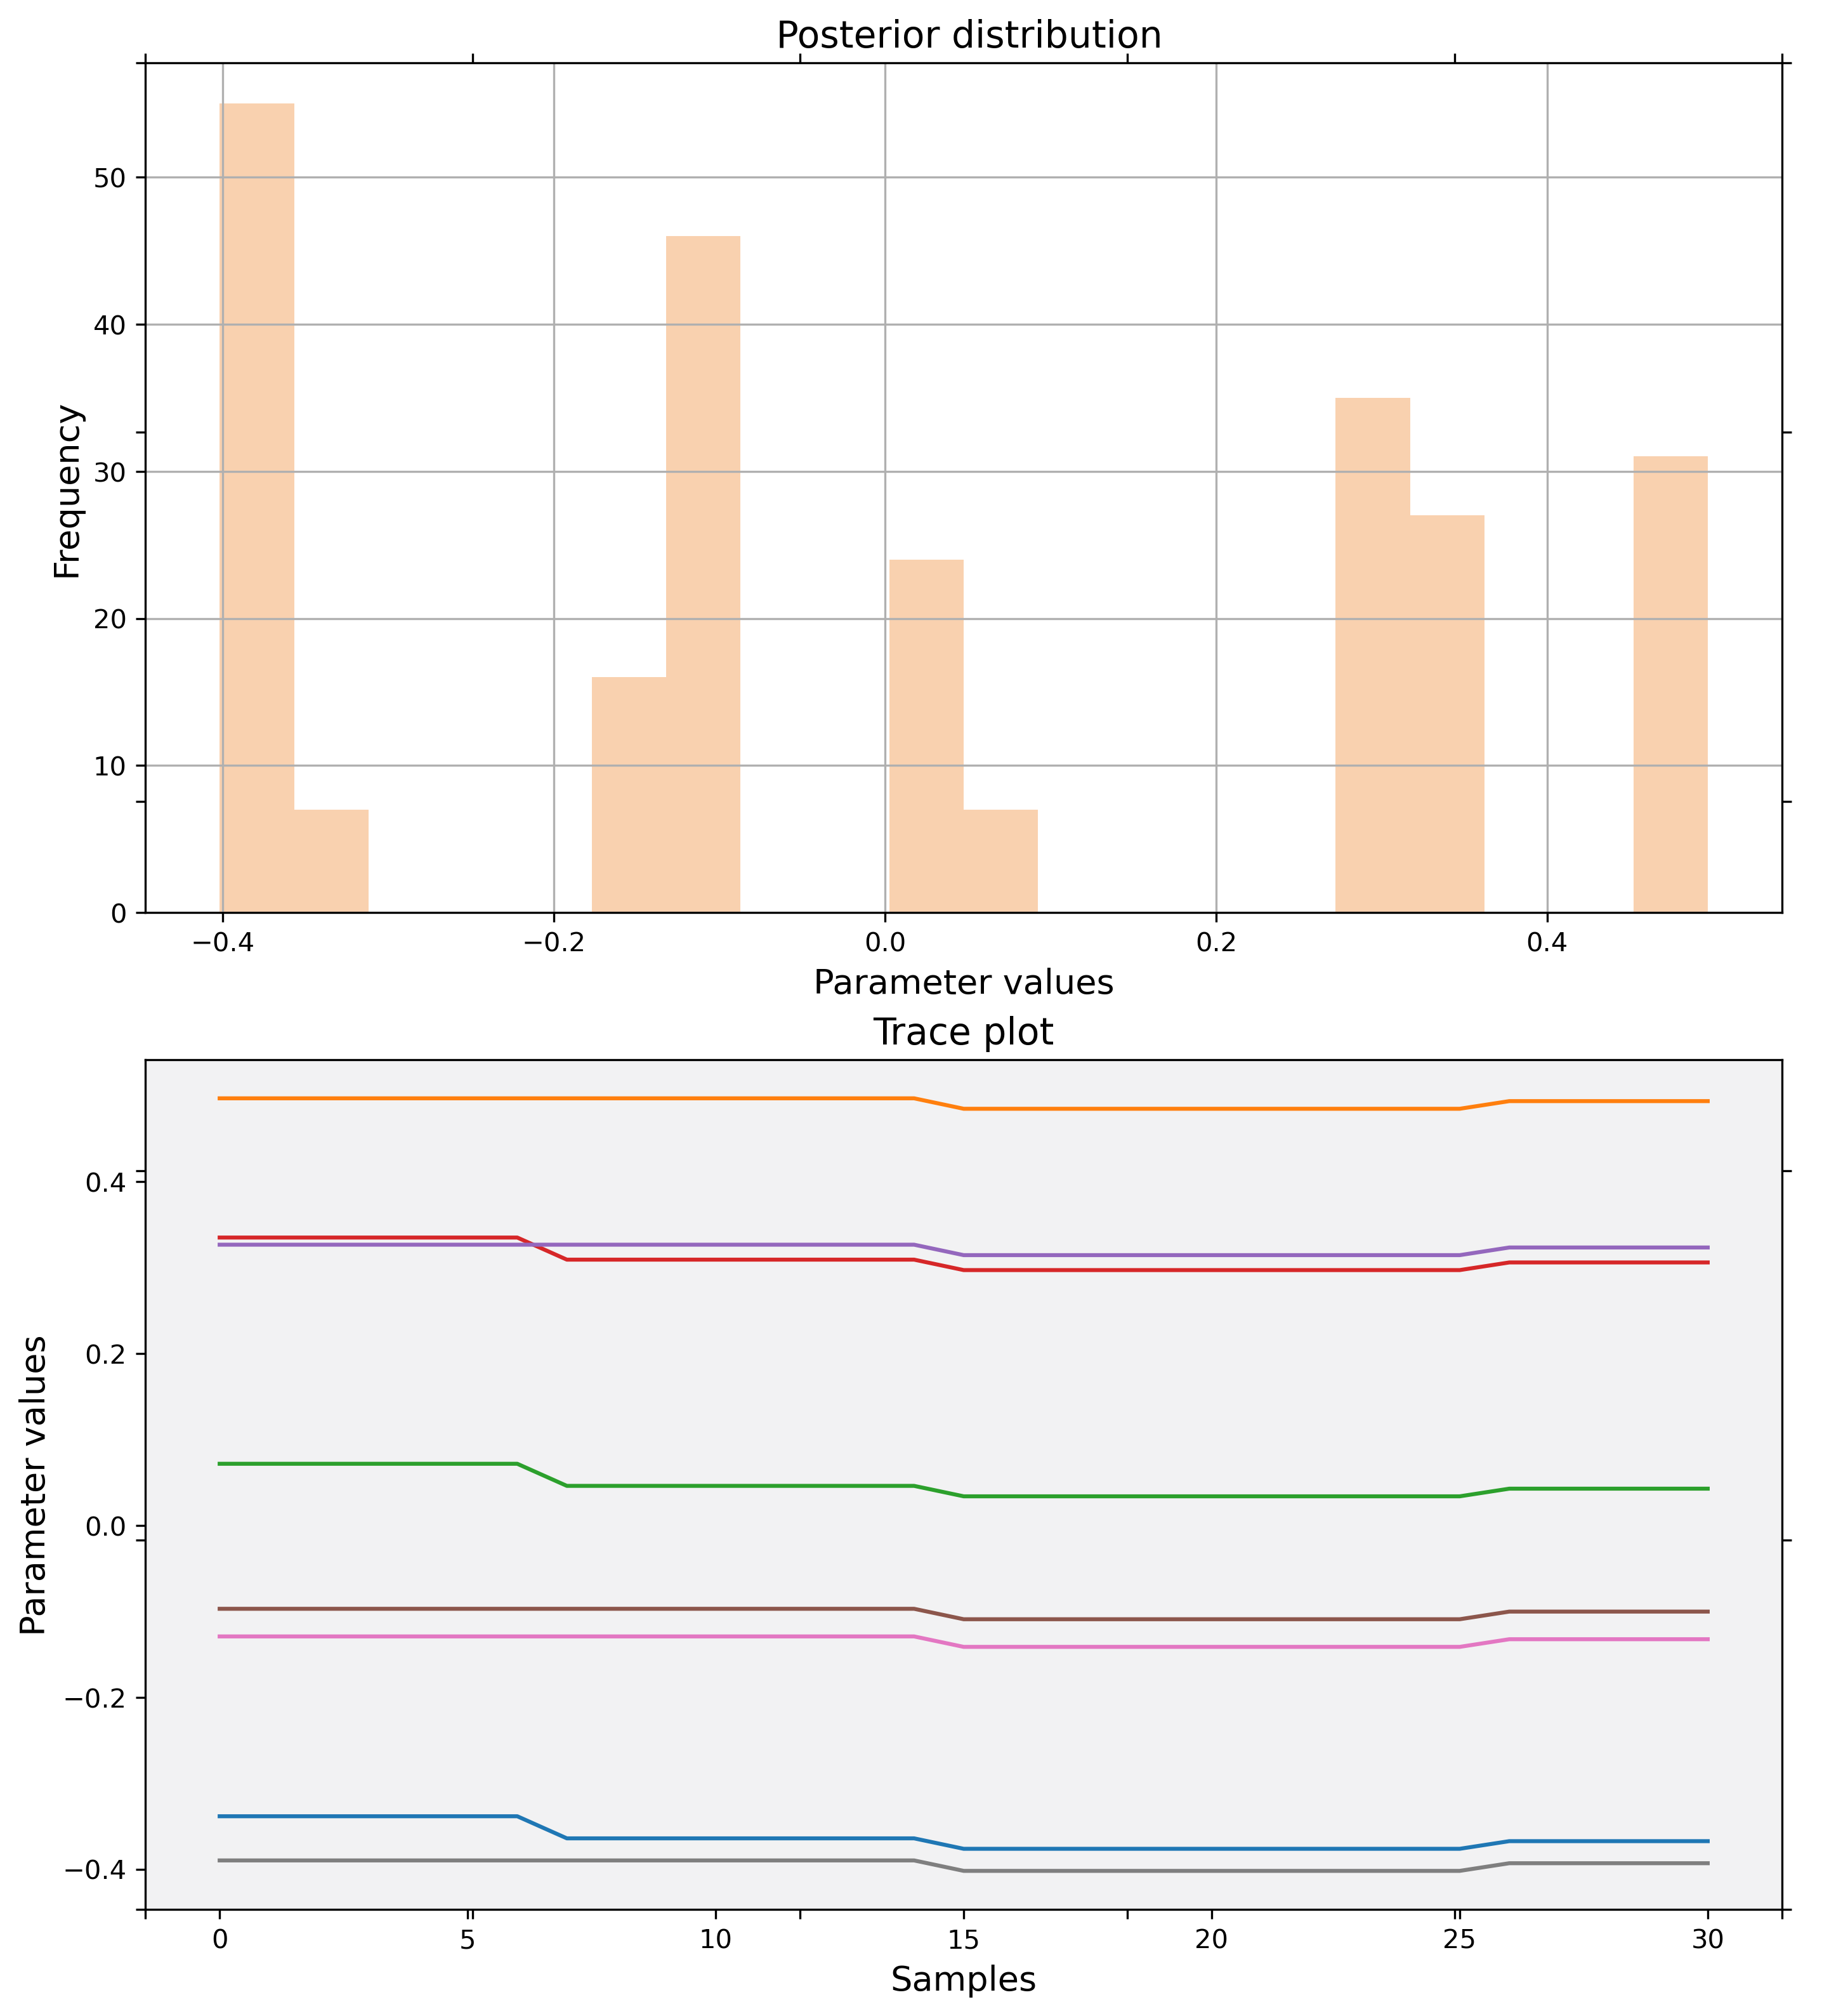 Posterior distribution
50
40
30
20
10
0
Frequency
−0.4 −0.2 0.0 0.2 0.4
Parameter values
Trace plot
0.4
0.2
0.0
−0.2
−0.4
Parameter values
0 5 10 15 20 25 30
Samples